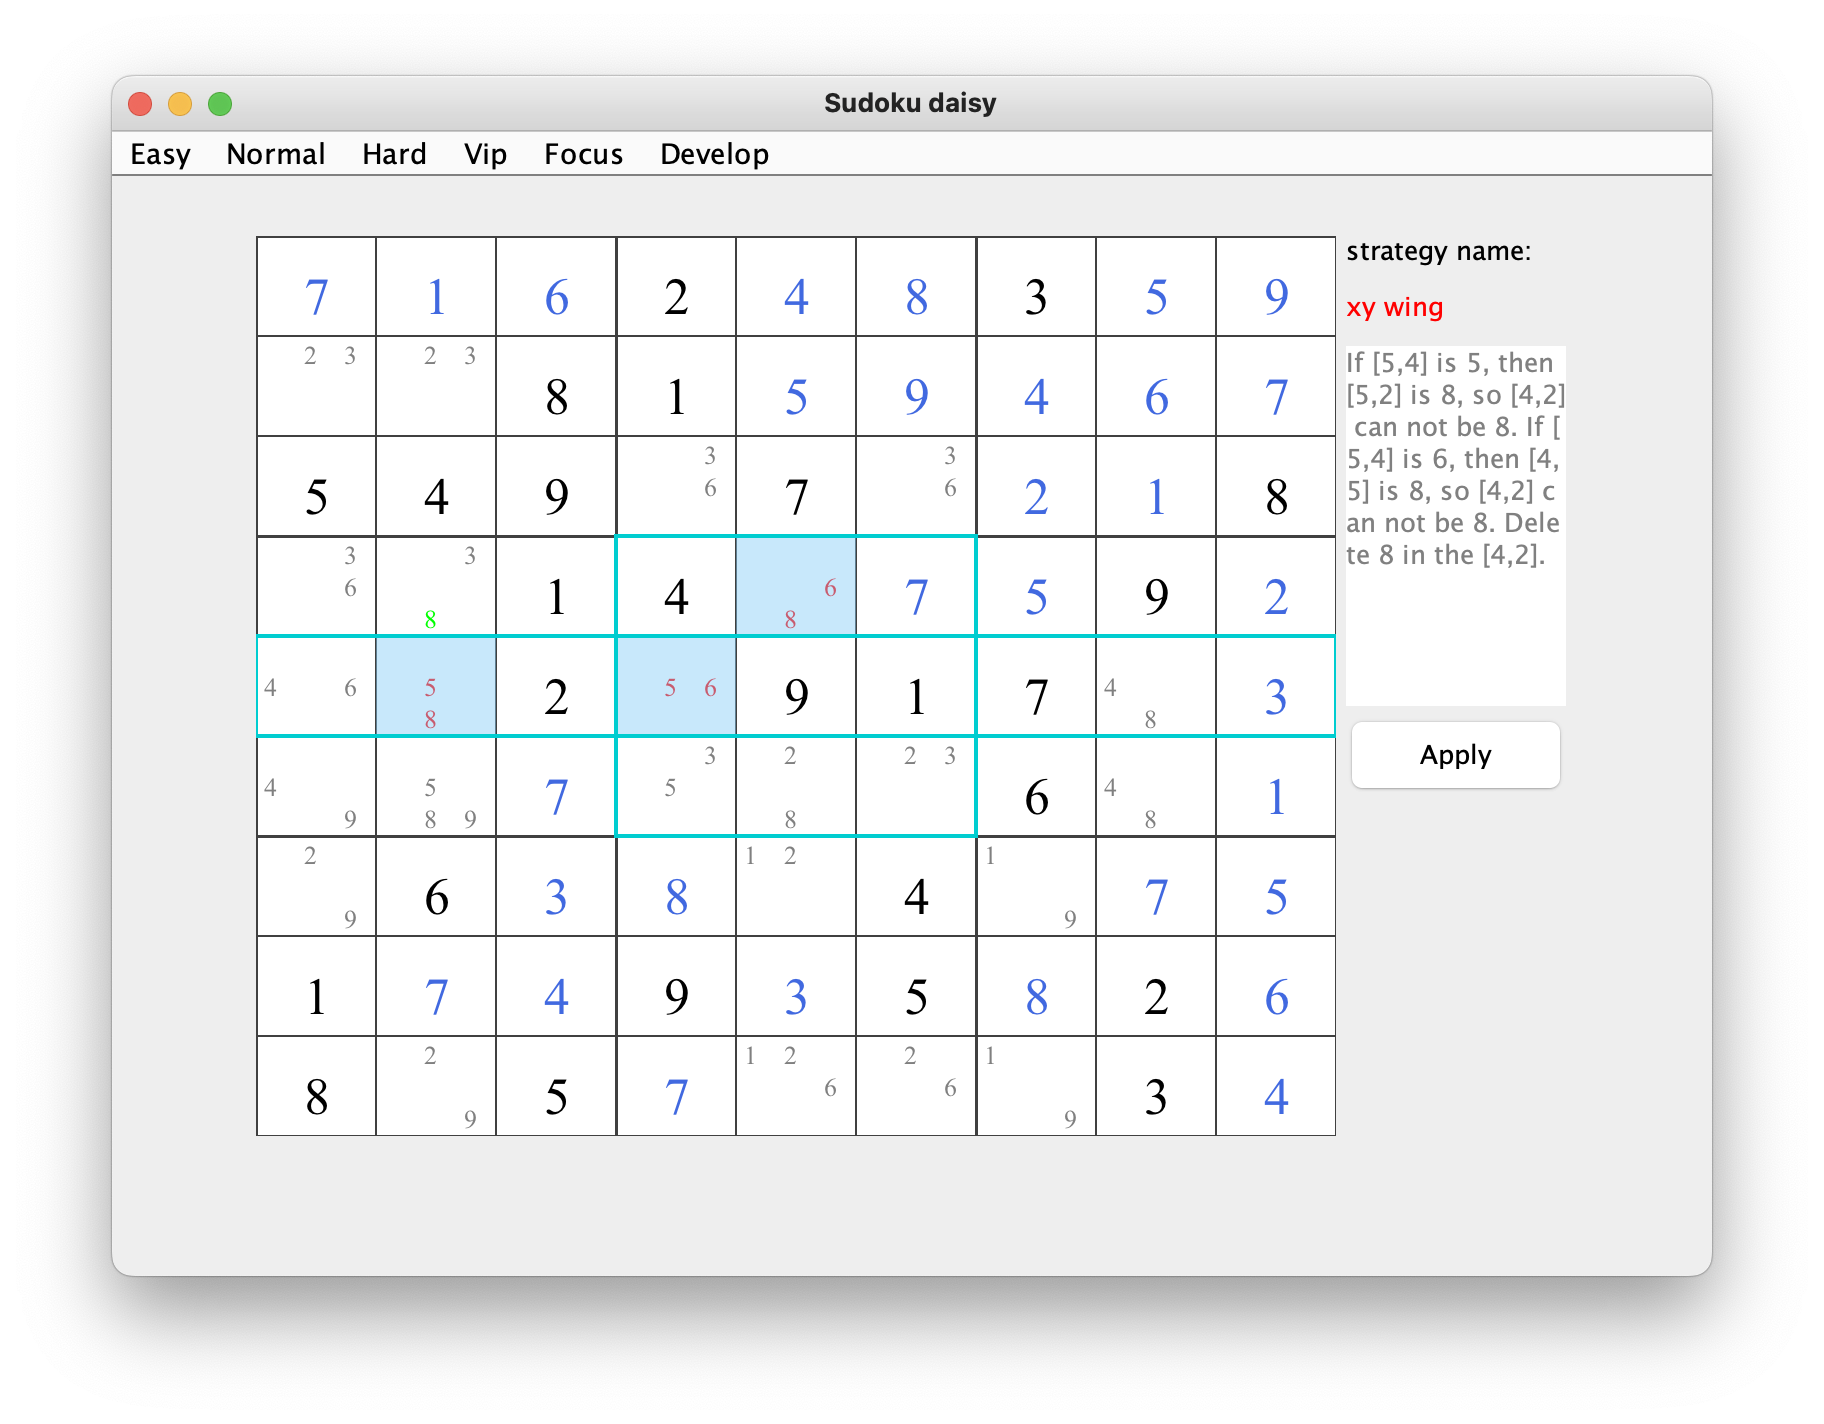 Sudoku daisy
Easy Normal Hard Vip Focus Develop
7 1 6 2 4 8 3 5 9
2 3 2 3
8 1 5 9 4 6 7
3 3
6 6
5 4 9 7 2 1 8
3 3
6 6
1 4 7 5 9 2
8 8
4 6 5 5 6 4
2 9 1 7 3
8 8
3 2 2 3
4 5 5 4
7 6 1
9 8 9 8 8
2 1 2 1
6 3 8 4 7 5
9 9
1 7 4 9 3 5 8 2 6
2 1 2 2 1
6 6
8 5 7 3 4
9 9
strategy name:
xy wing
If [5,4] is 5, then
[5,2] is 8, so [4,2]
can not be 8. If [
5,4] is 6, then [4,
5] is 8, so [4,2] c
an not be 8. Dele
te 8 in the [4,2].
Apply